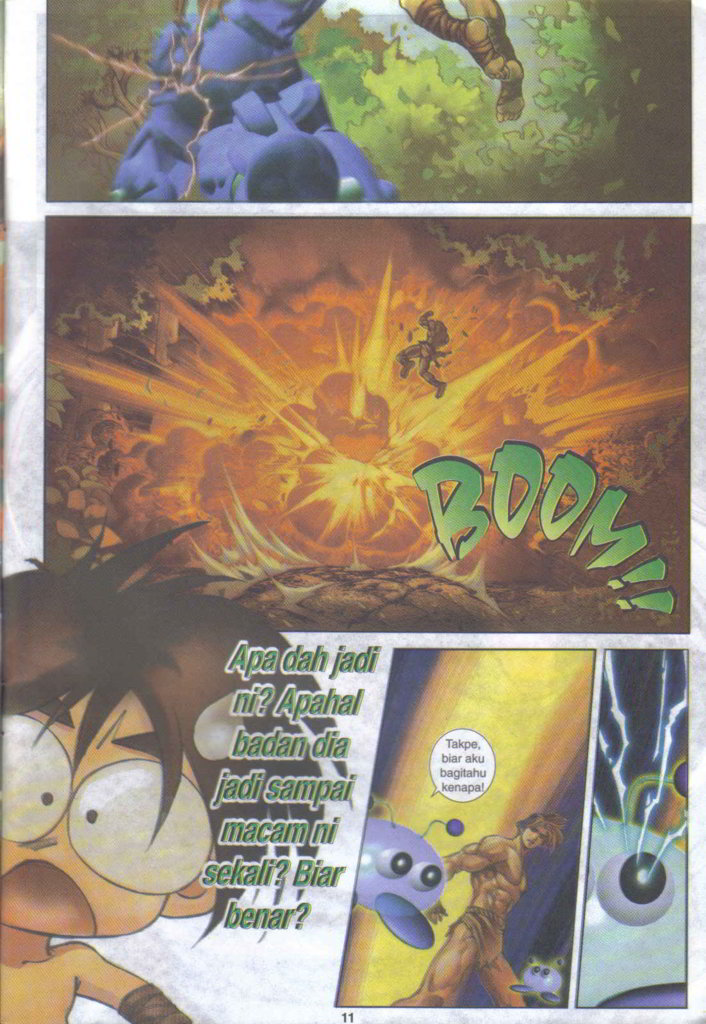 BOOM!!
Apa dah jadi
ni? Apahal
badan dia
jadi sampai
macam ni
sekali? Biar
benar?
Takpe,
biar aku
bagitahu
kenapa!
11